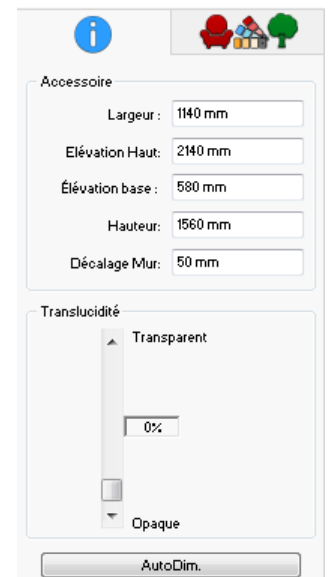 Accessoire
Largeur : 1140 mm
Elévation Haut: 2140 mm
Élévation base : 580 mm
Hauteur: 1560 mm
Décalage Mur: 50 mm
Translucidité
Transparent
0%
Opaque
AutoDim.